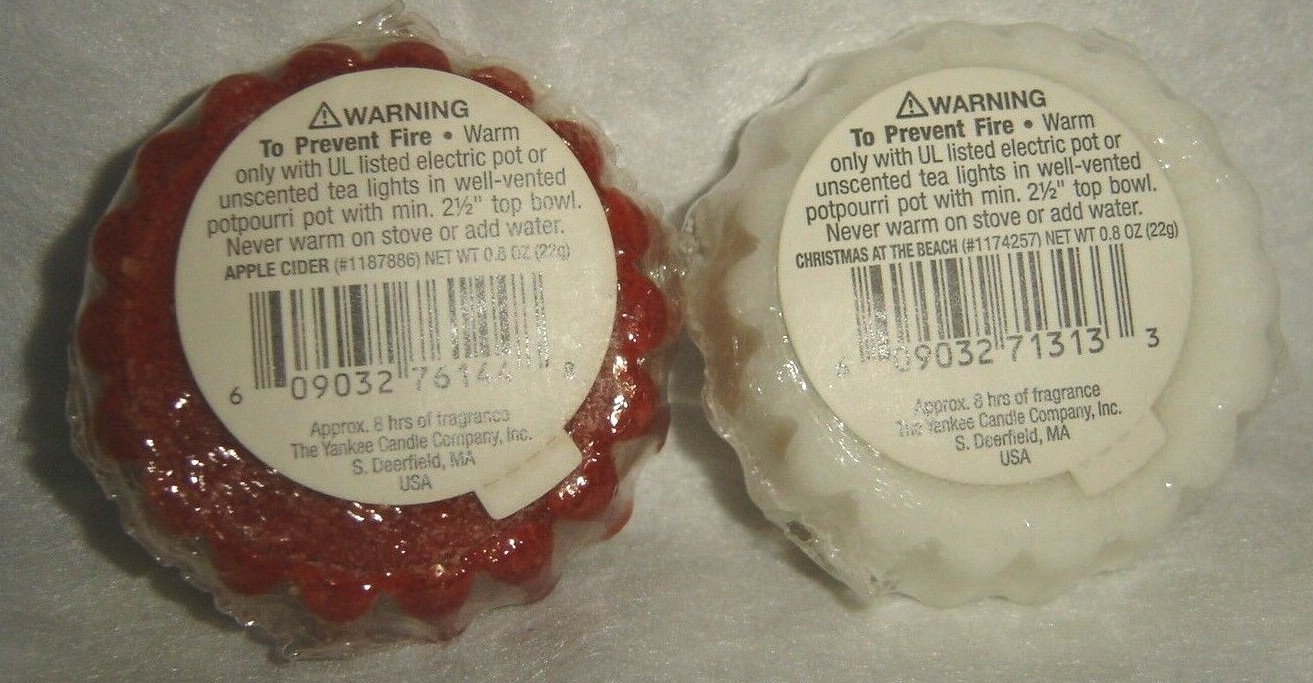 ⚠WARNING
To Prevent Fire • Warm
only with UL listed electric pot or
unscented tea lights in well-vented
potpourri pot with min. 2½" top bowl.
Never warm on stove or add water.
APPLE CIDER (#1187886) NET WT 0.8 OZ (22g)
6 09032 76144 8
Approx. 8 hrs of fragrance
The Yankee Candle Company, Inc.
S. Deerfield, MA
USA
⚠WARNING
To Prevent Fire • Warm
only with UL listed electric pot or
unscented tea lights in well-vented
potpourri pot with min. 2½" top bowl.
Never warm on stove or add water.
CHRISTMAS AT THE BEACH (#1174257) NET WT 0.8 OZ (22g)
6 09032 71313 3
Approx. 8 hrs of fragrance
The Yankee Candle Company, Inc.
S. Deerfield, MA
USA